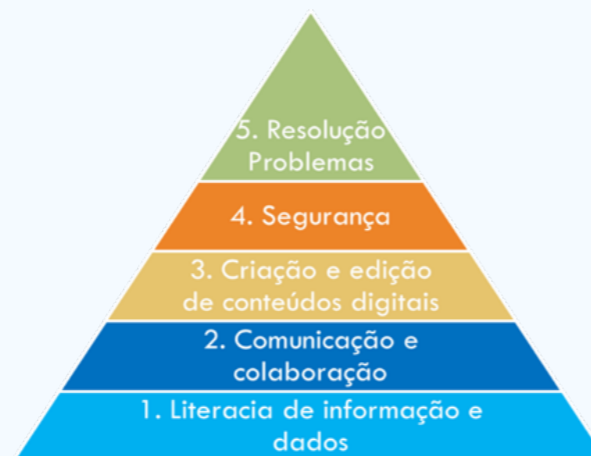 5. Resolução
Problemas
4. Segurança
3. Criação e edição
de conteúdos digitais
2. Comunicação e
colaboração
1. Literacia de informação e
dados